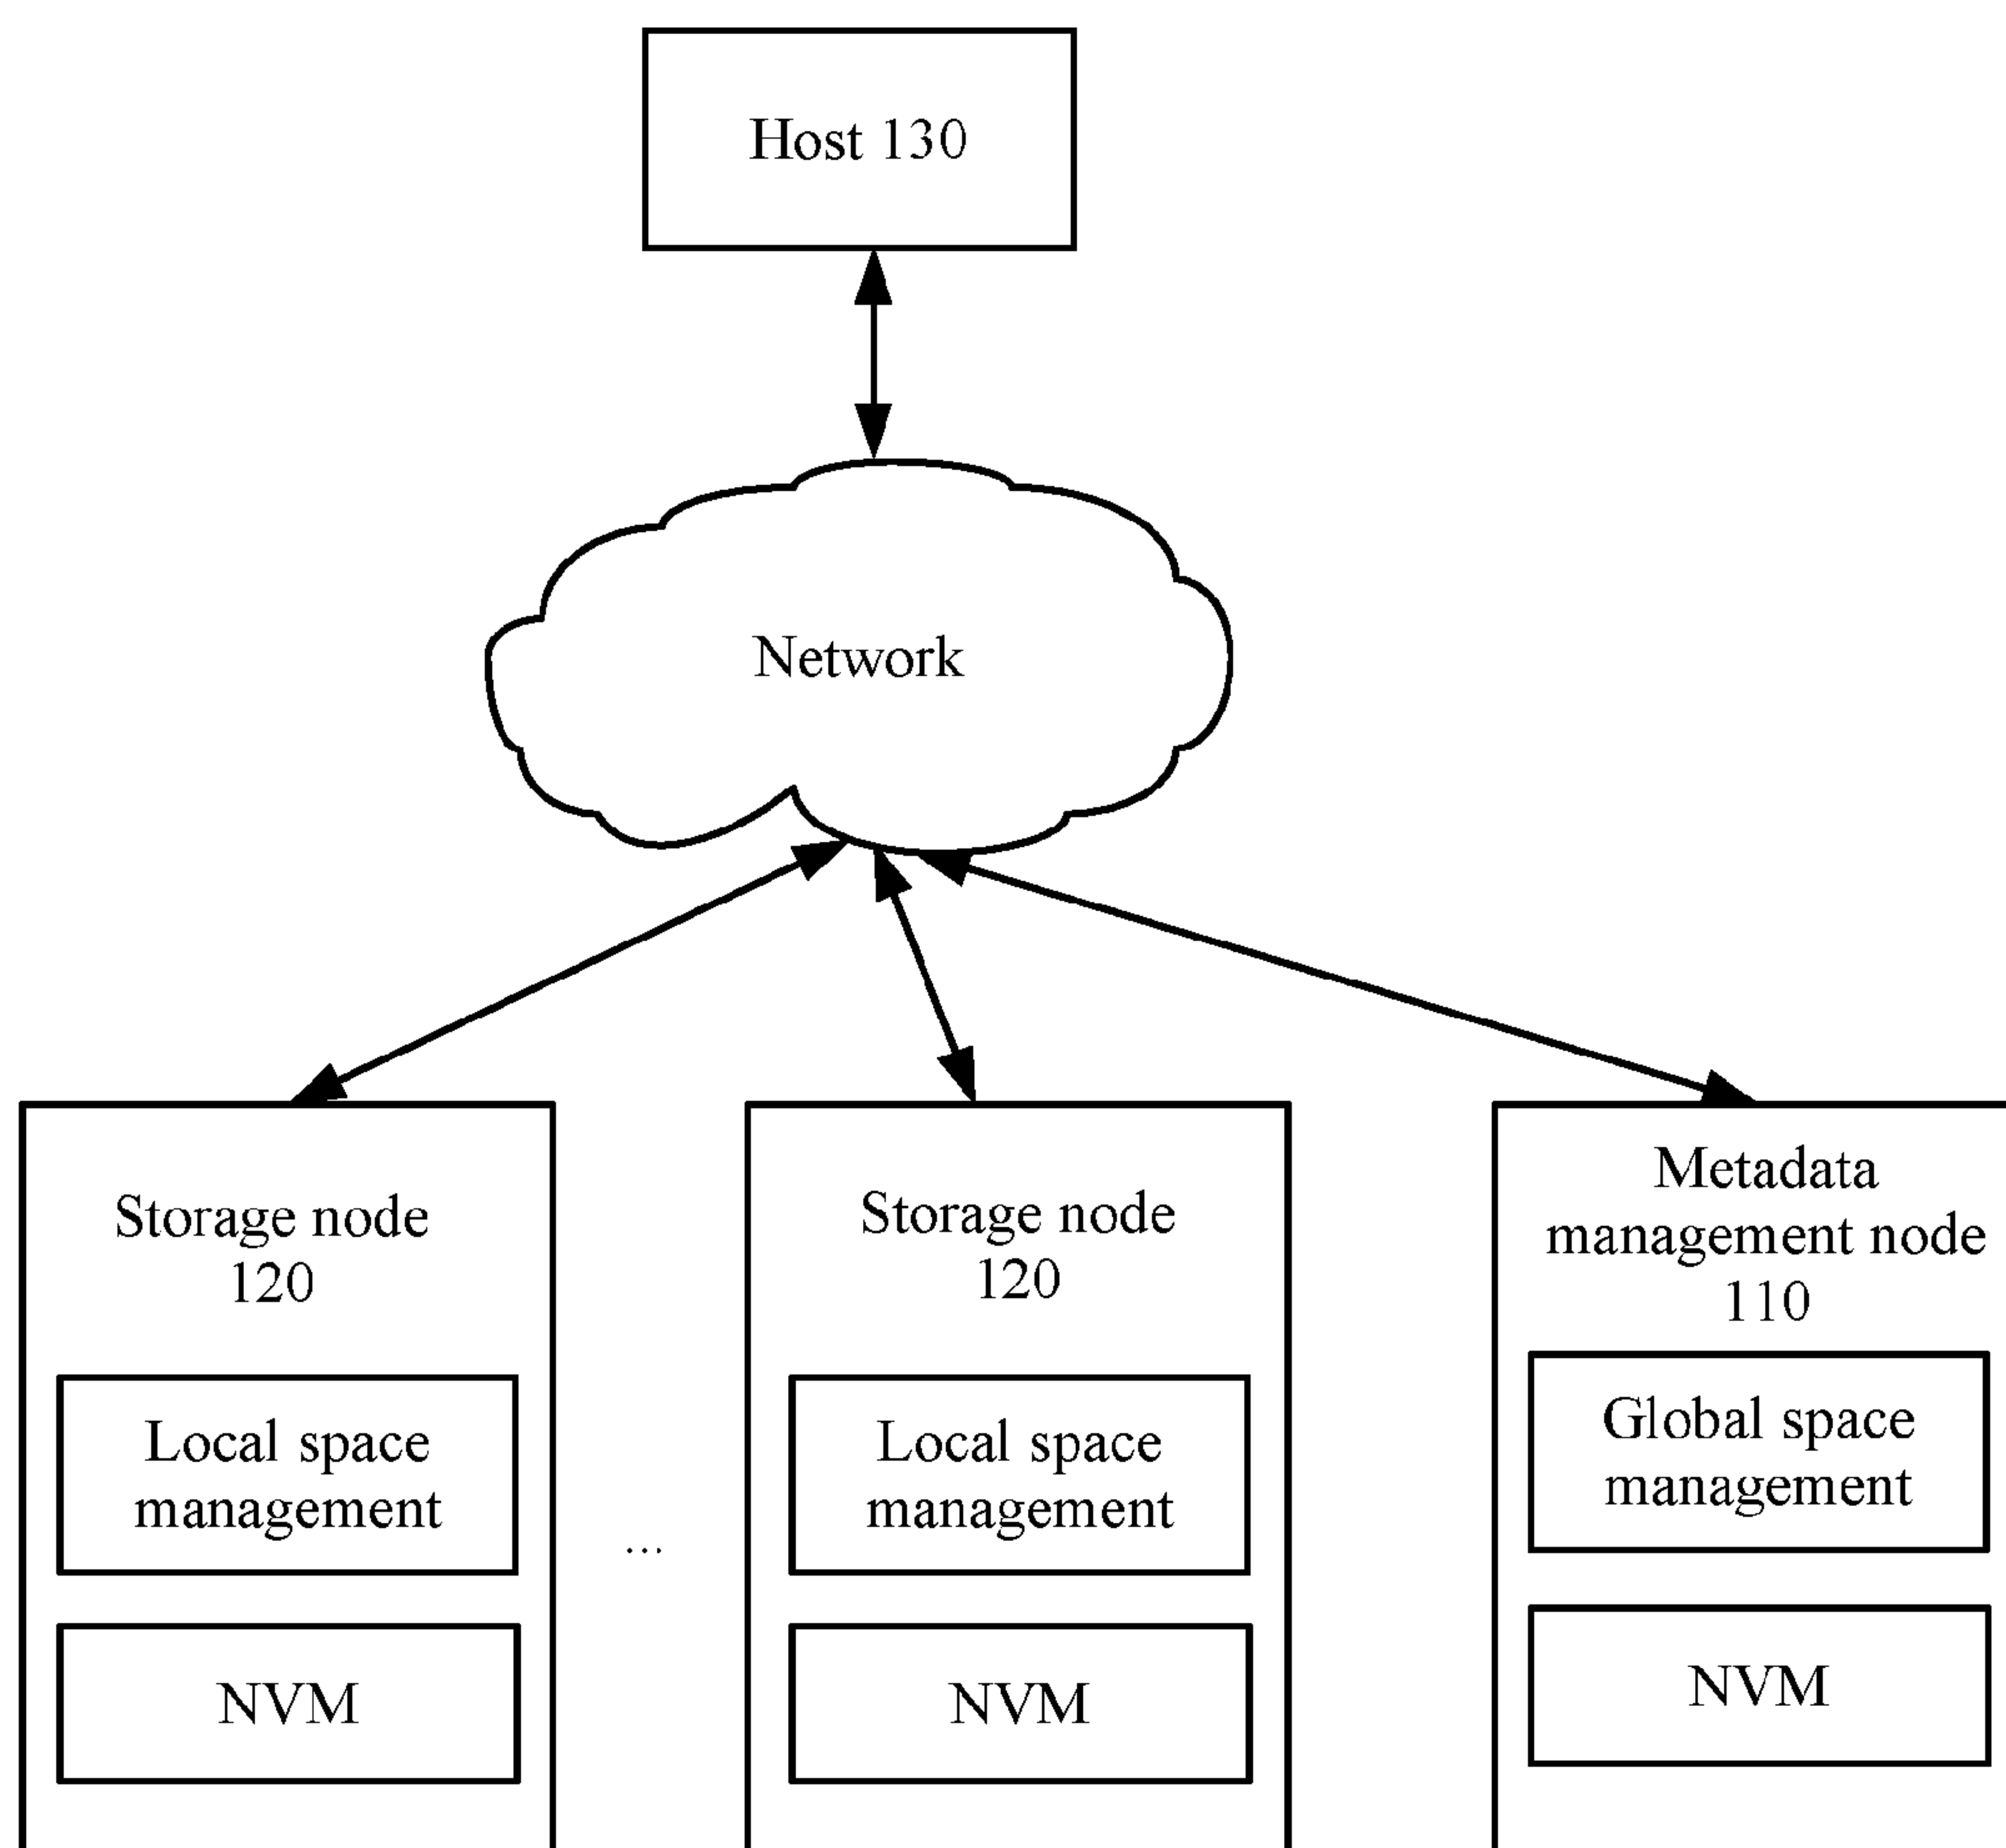 Host 130
Network
Storage node
120
Local space
management
NVM
...
Storage node
120
Local space
management
NVM
Metadata
management node
110
Global space
management
NVM